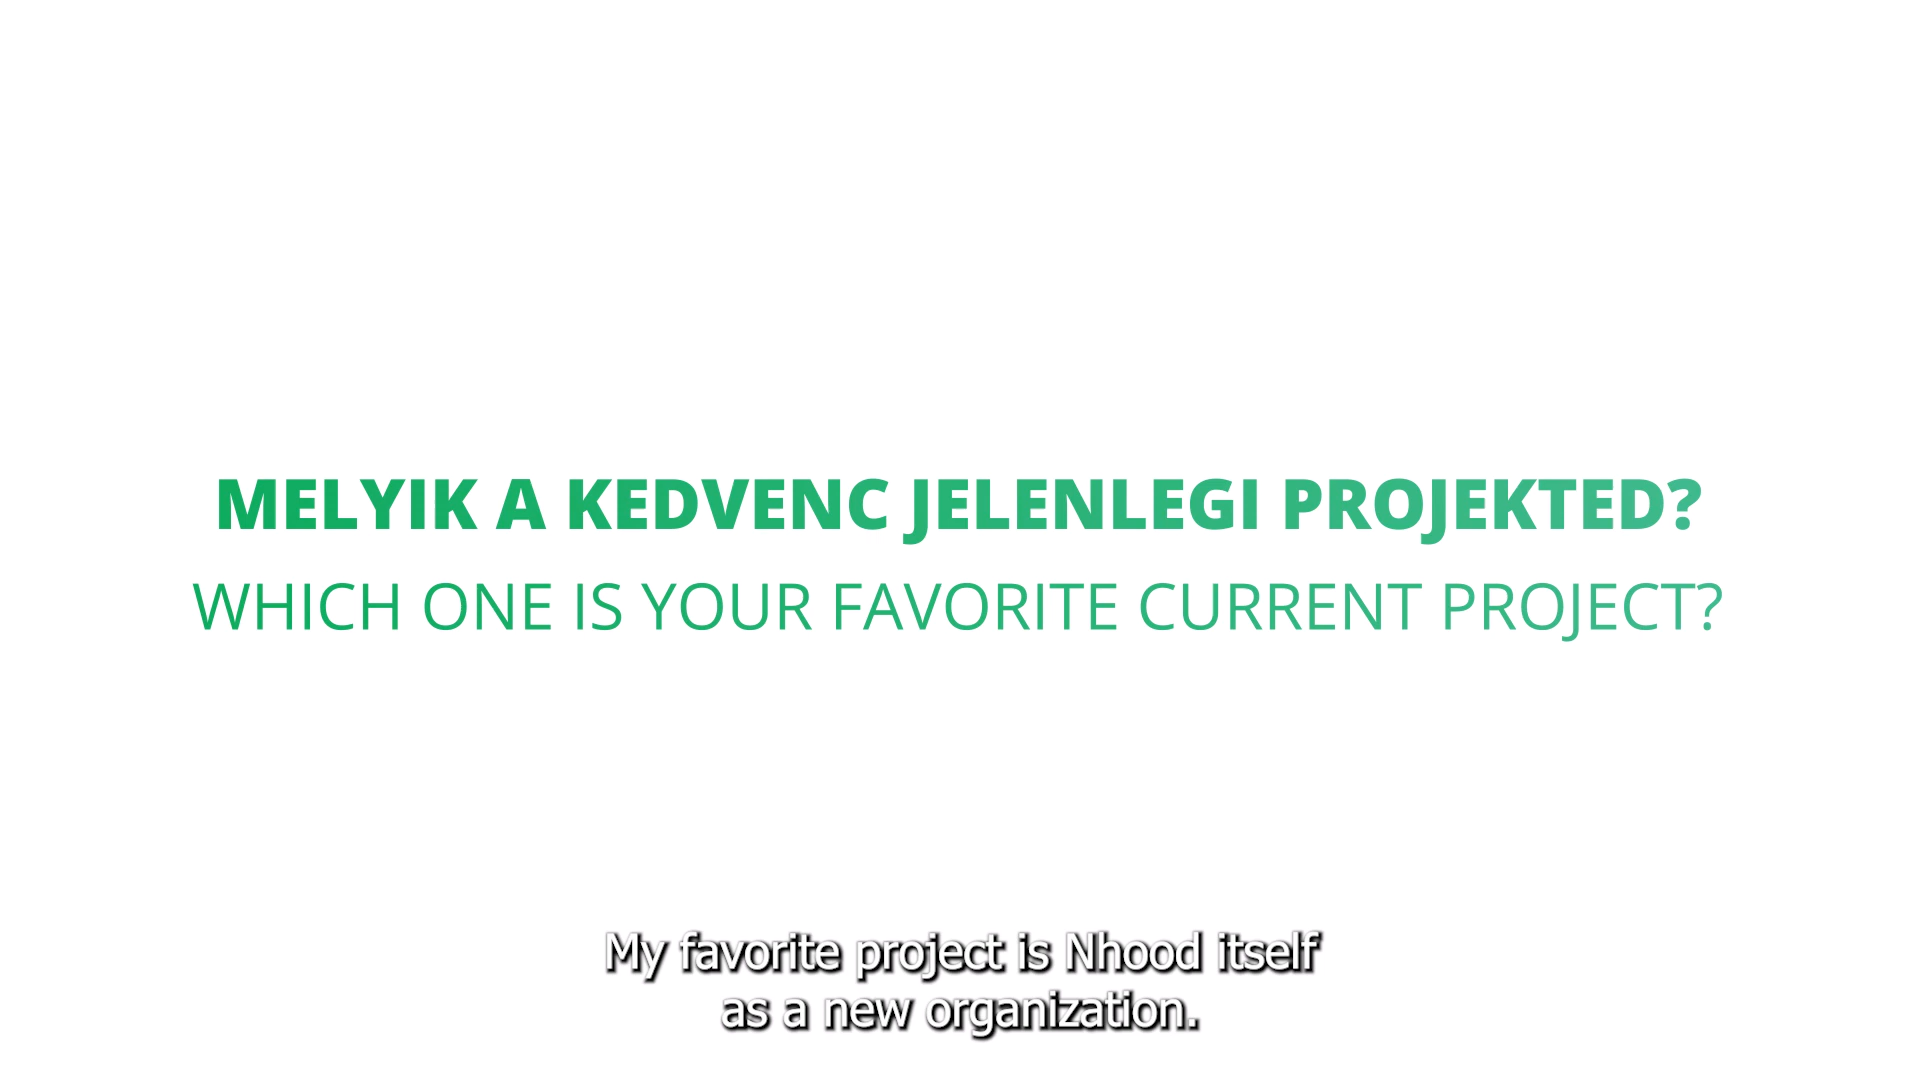 MELYIK A KEDVENC JELENLEGI PROJEKTED?
WHICH ONE IS YOUR FAVORITE CURRENT PROJECT?
My favorite project is Nhood itself
as a new organization.